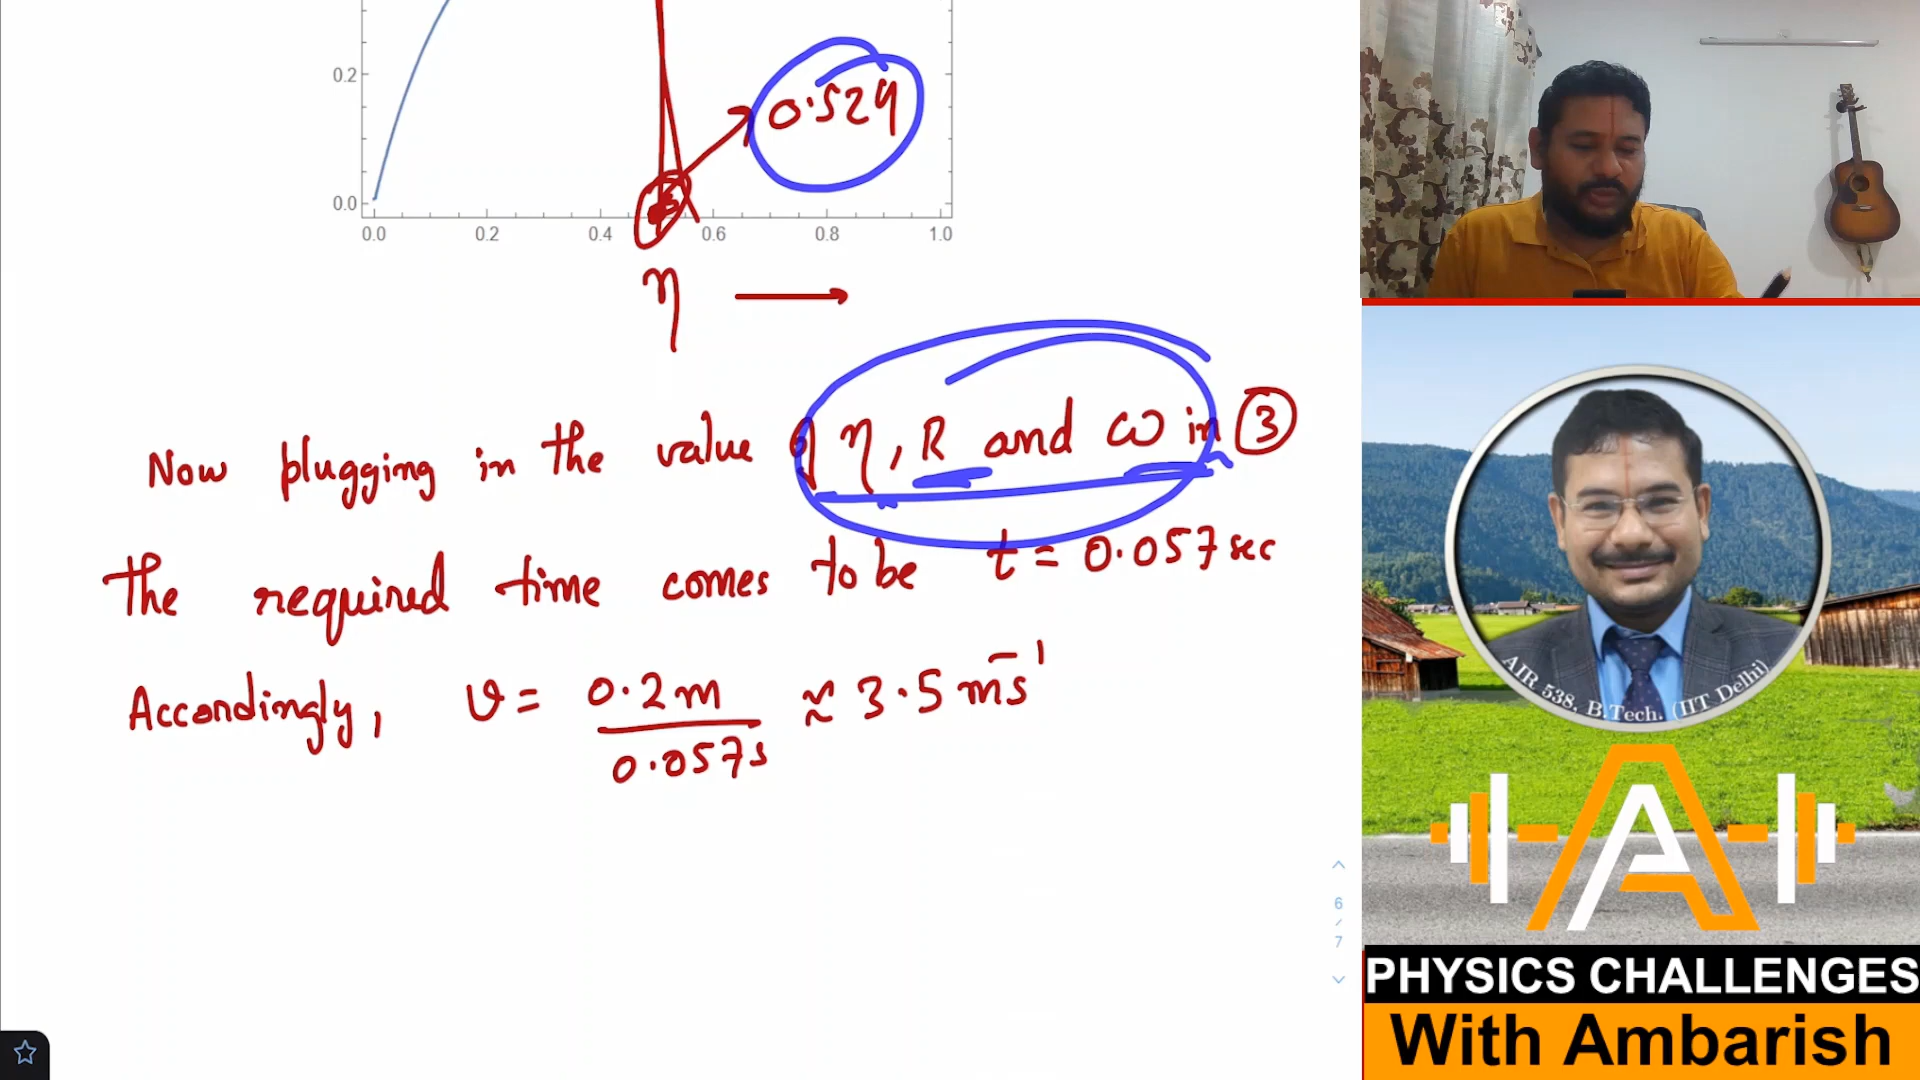 0.2
0.0
0.0 0.2 0.4 0.6 0.8 1.0
0.529
η
Now plugging in the value of η, R and ω in ③
The required time comes to be t = 0.057 sec
Accordingly, v = 0.2m / 0.057s ≈ 3.5 ms⁻¹
6
/
7
AIR 538, B.Tech. (IIT Delhi)
A
PHYSICS CHALLENGES
With Ambarish